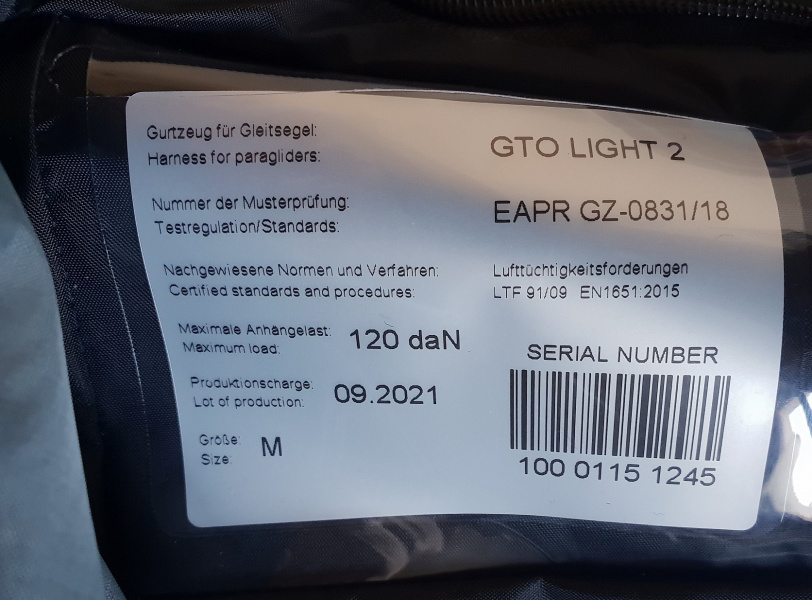 Gurtzeug für Gleitsegel:
Harness for paragliders:
GTO LIGHT 2
Nummer der Musterprüfung:
Testregulation/Standards:
EAPR GZ-0831/18
Nachgewiesene Normen und Verfahren:
Certified standards and procedures:
Lufttüchtigkeitsforderungen
LTF 91/09 EN1651:2015
Maximale Anhängelast:
Maximum load:
120 daN
Produktionscharge:
Lot of production:
09.2021
Größe:
Size:
M
SERIAL NUMBER
100 0115 1245